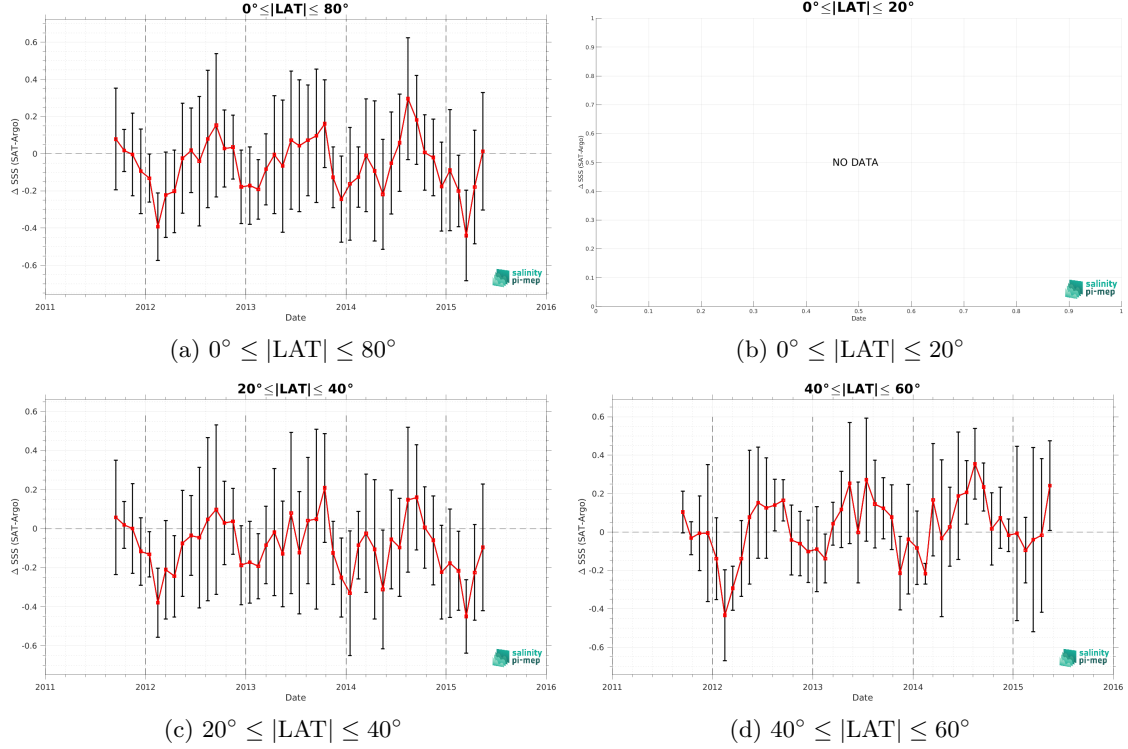 0°≤|LAT|≤ 80°
Δ SSS (SAT-Argo)
0.6
0.4
0.2
0
-0.2
-0.4
-0.6
2011
2012
2013
2014
2015
2016
Date
salinity
pi-mep
(a) 0° ≤ |LAT| ≤ 80°
0°≤|LAT|≤ 20°
Δ SSS (SAT-Argo)
1
0.9
0.8
0.7
0.6
0.5
0.4
0.3
0.2
0.1
0
NO DATA
0
0.1
0.2
0.3
0.4
0.5
0.6
0.7
0.8
0.9
1
Date
salinity
pi-mep
(b) 0° ≤ |LAT| ≤ 20°
20°≤|LAT|≤ 40°
Δ SSS (SAT-Argo)
0.6
0.4
0.2
0
-0.2
-0.4
-0.6
2011
2012
2013
2014
2015
2016
Date
salinity
pi-mep
(c) 20° ≤ |LAT| ≤ 40°
40°≤|LAT|≤ 60°
Δ SSS (SAT-Argo)
0.6
0.4
0.2
0
-0.2
-0.4
-0.6
2011
2012
2013
2014
2015
2016
Date
salinity
pi-mep
(d) 40° ≤ |LAT| ≤ 60°